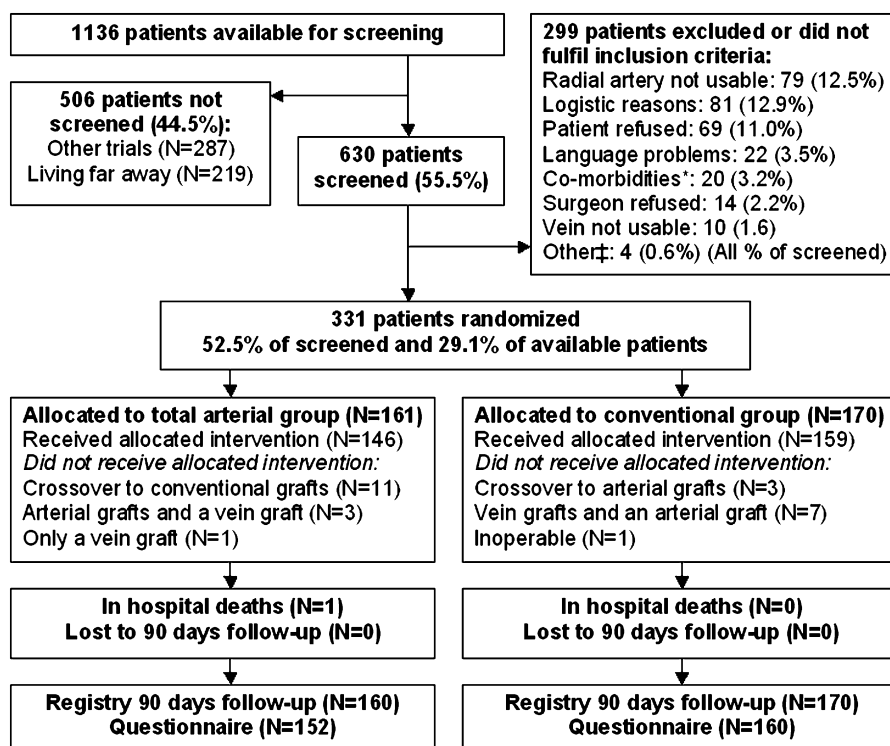 1136 patients available for screening
506 patients not
screened (44.5%):
Other trials (N=287)
Living far away (N=219)
630 patients
screened (55.5%)
299 patients excluded or did not
fulfil inclusion criteria:
Radial artery not usable: 79 (12.5%)
Logistic reasons: 81 (12.9%)
Patient refused: 69 (11.0%)
Language problems: 22 (3.5%)
Co-morbidities*: 20 (3.2%)
Surgeon refused: 14 (2.2%)
Vein not usable: 10 (1.6)
Other‡: 4 (0.6%) (All % of screened)
331 patients randomized
52.5% of screened and 29.1% of available patients
Allocated to total arterial group (N=161)
Received allocated intervention (N=146)
Did not receive allocated intervention:
Crossover to conventional grafts (N=11)
Arterial grafts and a vein graft (N=3)
Only a vein graft (N=1)
Allocated to conventional group (N=170)
Received allocated intervention (N=159)
Did not receive allocated intervention:
Crossover to arterial grafts (N=3)
Vein grafts and an arterial graft (N=7)
Inoperable (N=1)
In hospital deaths (N=1)
Lost to 90 days follow-up (N=0)
In hospital deaths (N=0)
Lost to 90 days follow-up (N=0)
Registry 90 days follow-up (N=160)
Questionnaire (N=152)
Registry 90 days follow-up (N=170)
Questionnaire (N=160)